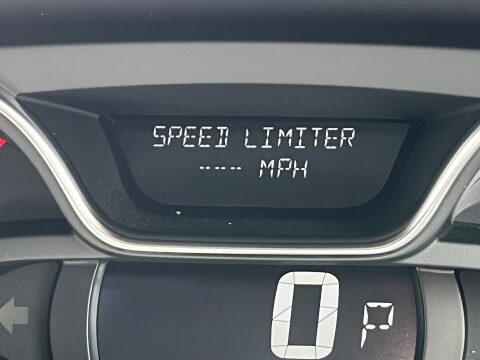 SPEED LIMITER
--- MPH
0 P